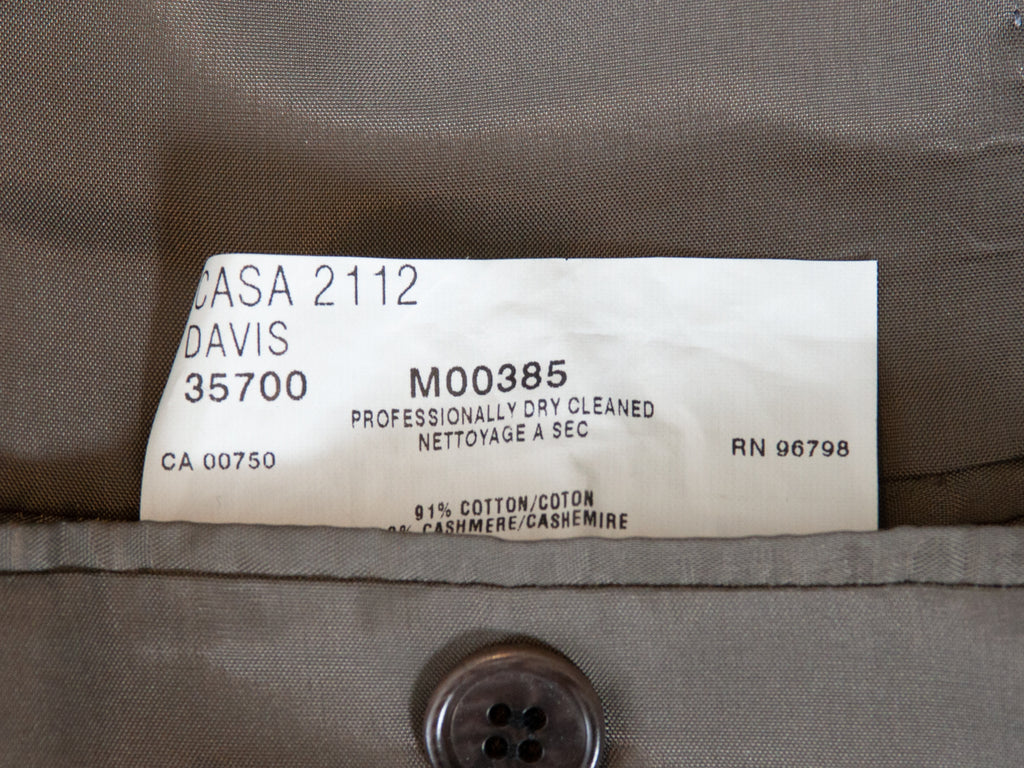 CASA 2112
DAVIS
35700 M00385
PROFESSIONALLY DRY CLEANED
NETTOYAGE A SEC
CA 00750 RN 96798
91% COTTON/COTON
9% CASHMERE/CASHEMIRE